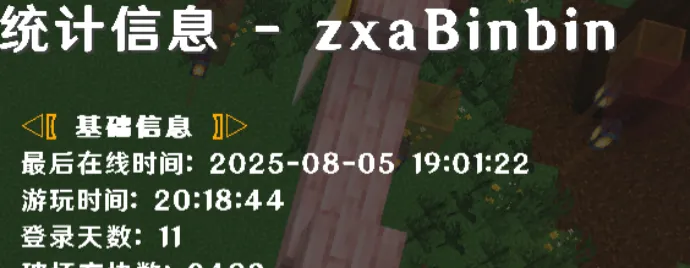 统计信息 - zxaBinbin
◁〖 基础信息 〗▷
最后在线时间: 2025-08-05 19:01:22
游玩时间: 20:18:44
登录天数: 11